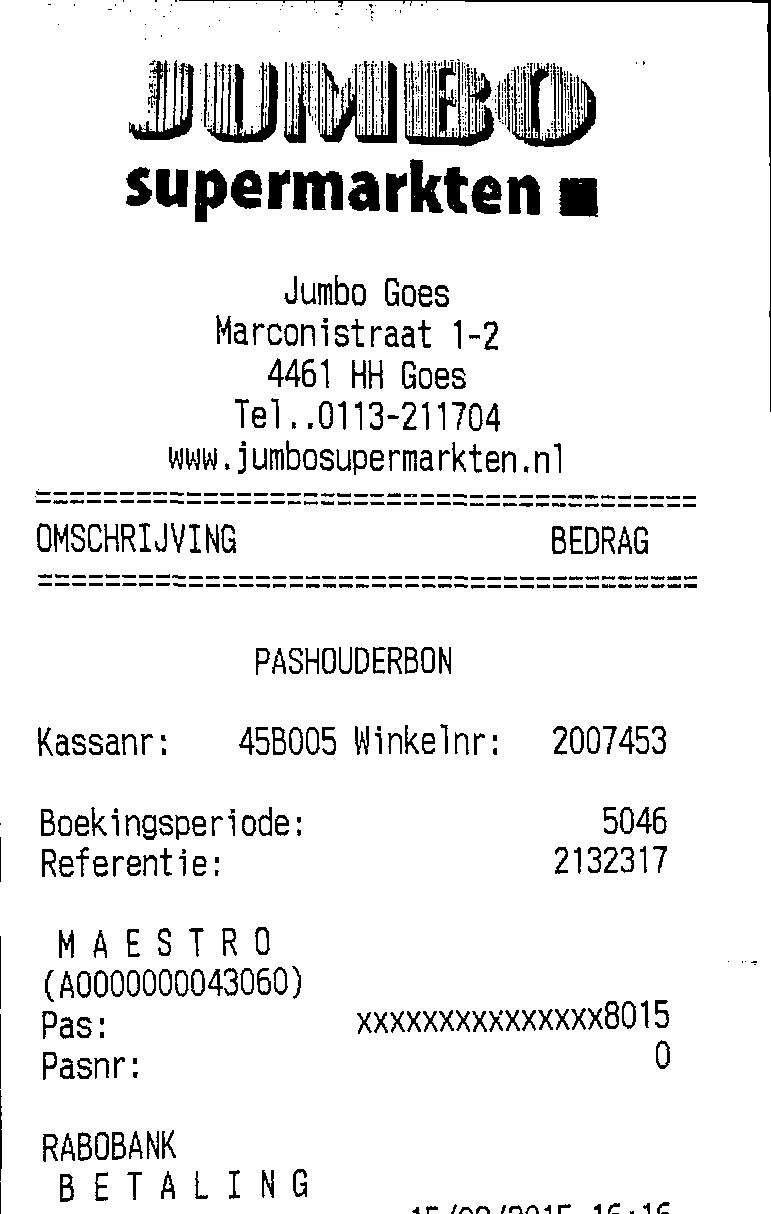 JUMBO
supermarkten
Jumbo Goes
Marconistraat 1-2
4461 HH Goes
Tel..0113-211704
www.jumbosupermarkten.nl
========================================
OMSCHRIJVING BEDRAG
========================================
PASHOUDERBON
Kassanr: 45B005 Winkelnr: 2007453
Boekingsperiode: 5046
Referentie: 2132317
M A E S T R O
(A0000000043060)
Pas: xxxxxxxxxxxxxxx8015
Pasnr: 0
RABOBANK
B E T A L I N G